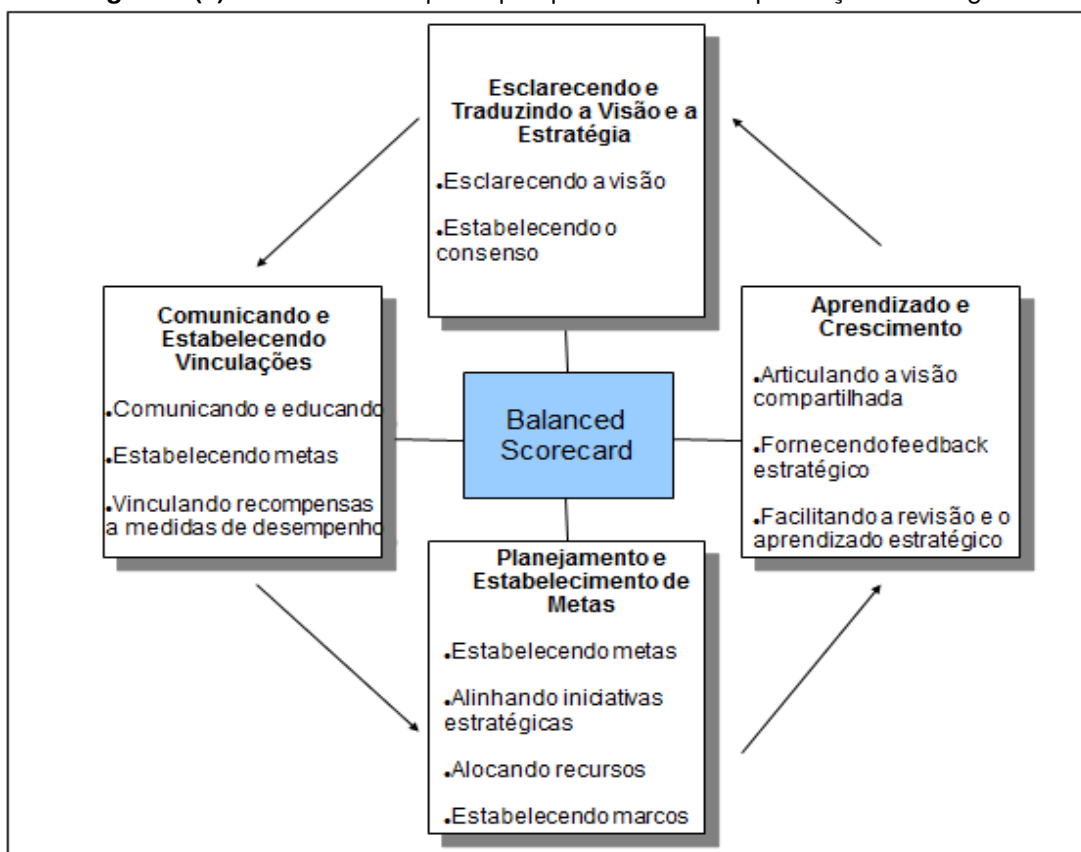 Esclarecendo e
Traduzindo a Visão e a
Estratégia
•Esclarecendo a visão
•Estabelecendo o
consenso
Comunicando e
Estabelecendo
Vinculações
•Comunicando e educando
•Estabelecendo metas
•Vinculando recompensas
a medidas de desempenho
Balanced
Scorecard
Aprendizado e
Crescimento
•Articulando a visão
compartilhada
•Fornecendo feedback
estratégico
•Facilitando a revisão e o
aprendizado estratégico
Planejamento e
Estabelecimento de
Metas
•Estabelecendo metas
•Alinhando iniciativas
estratégicas
•Alocando recursos
•Estabelecendo marcos